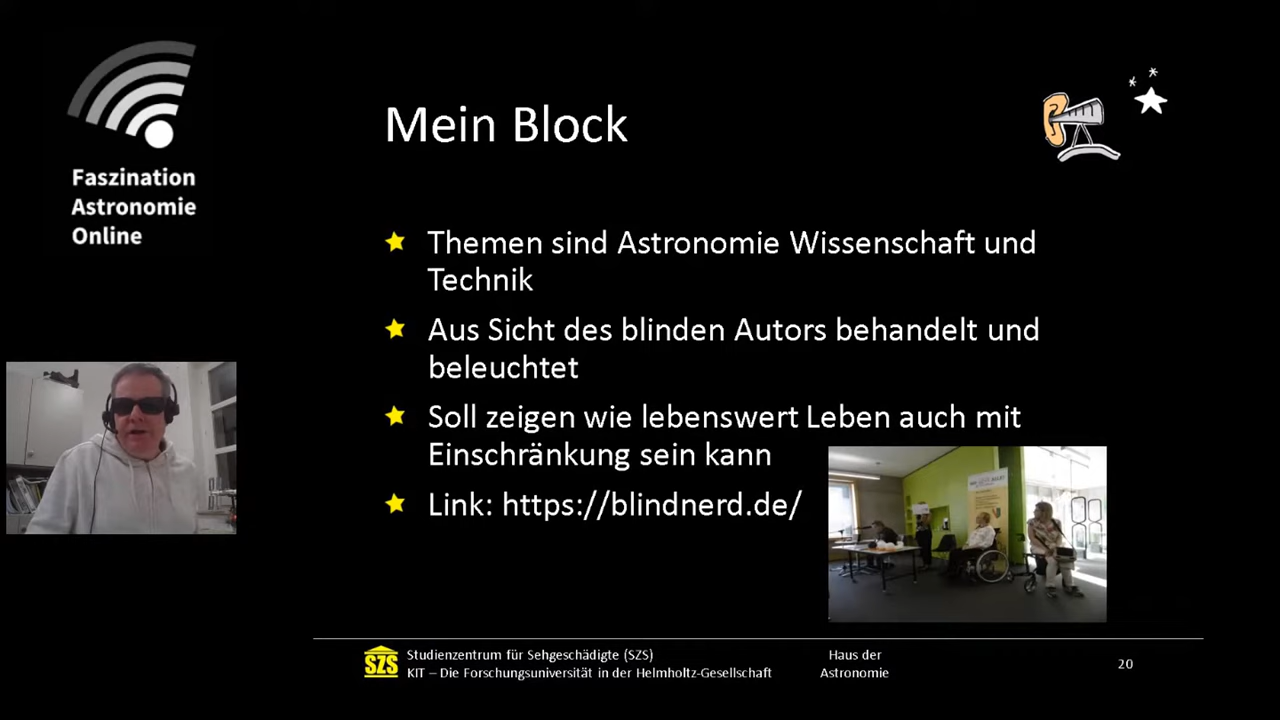 Faszination
Astronomie
Online
Mein Block
Themen sind Astronomie Wissenschaft und
Technik
Aus Sicht des blinden Autors behandelt und
beleuchtet
Soll zeigen wie lebenswert Leben auch mit
Einschränkung sein kann
Link: https://blindnerd.de/
SZS
Studienzentrum für Sehgeschädigte (SZS)
KIT – Die Forschungsuniversität in der Helmholtz-Gesellschaft
Haus der
Astronomie
20